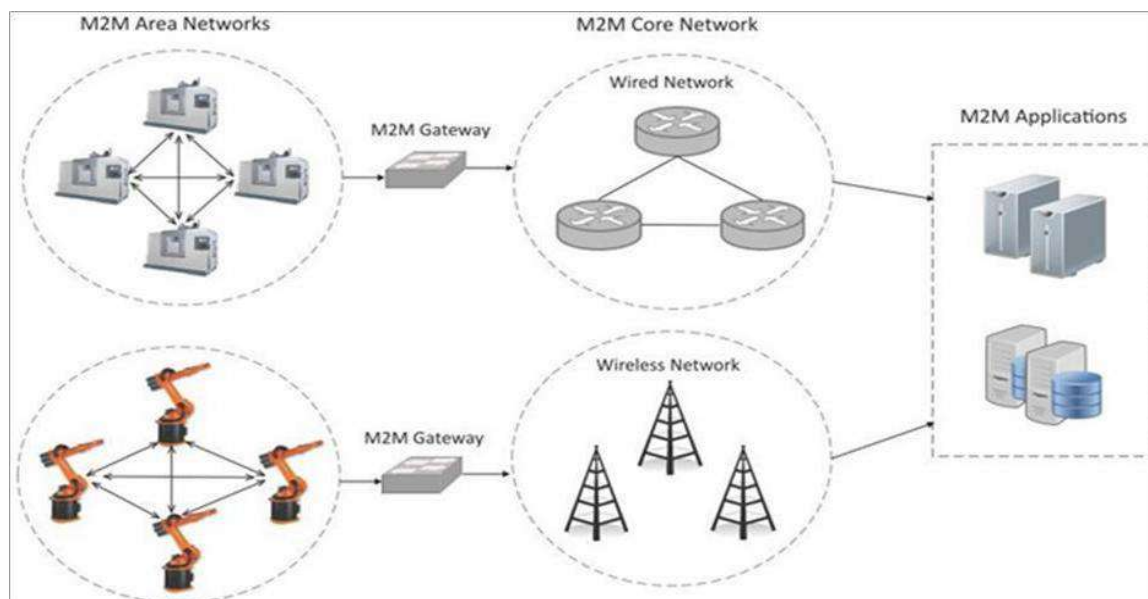 M2M Area Networks
M2M Core Network
Wired Network
M2M Gateway
M2M Applications
Wireless Network
M2M Gateway